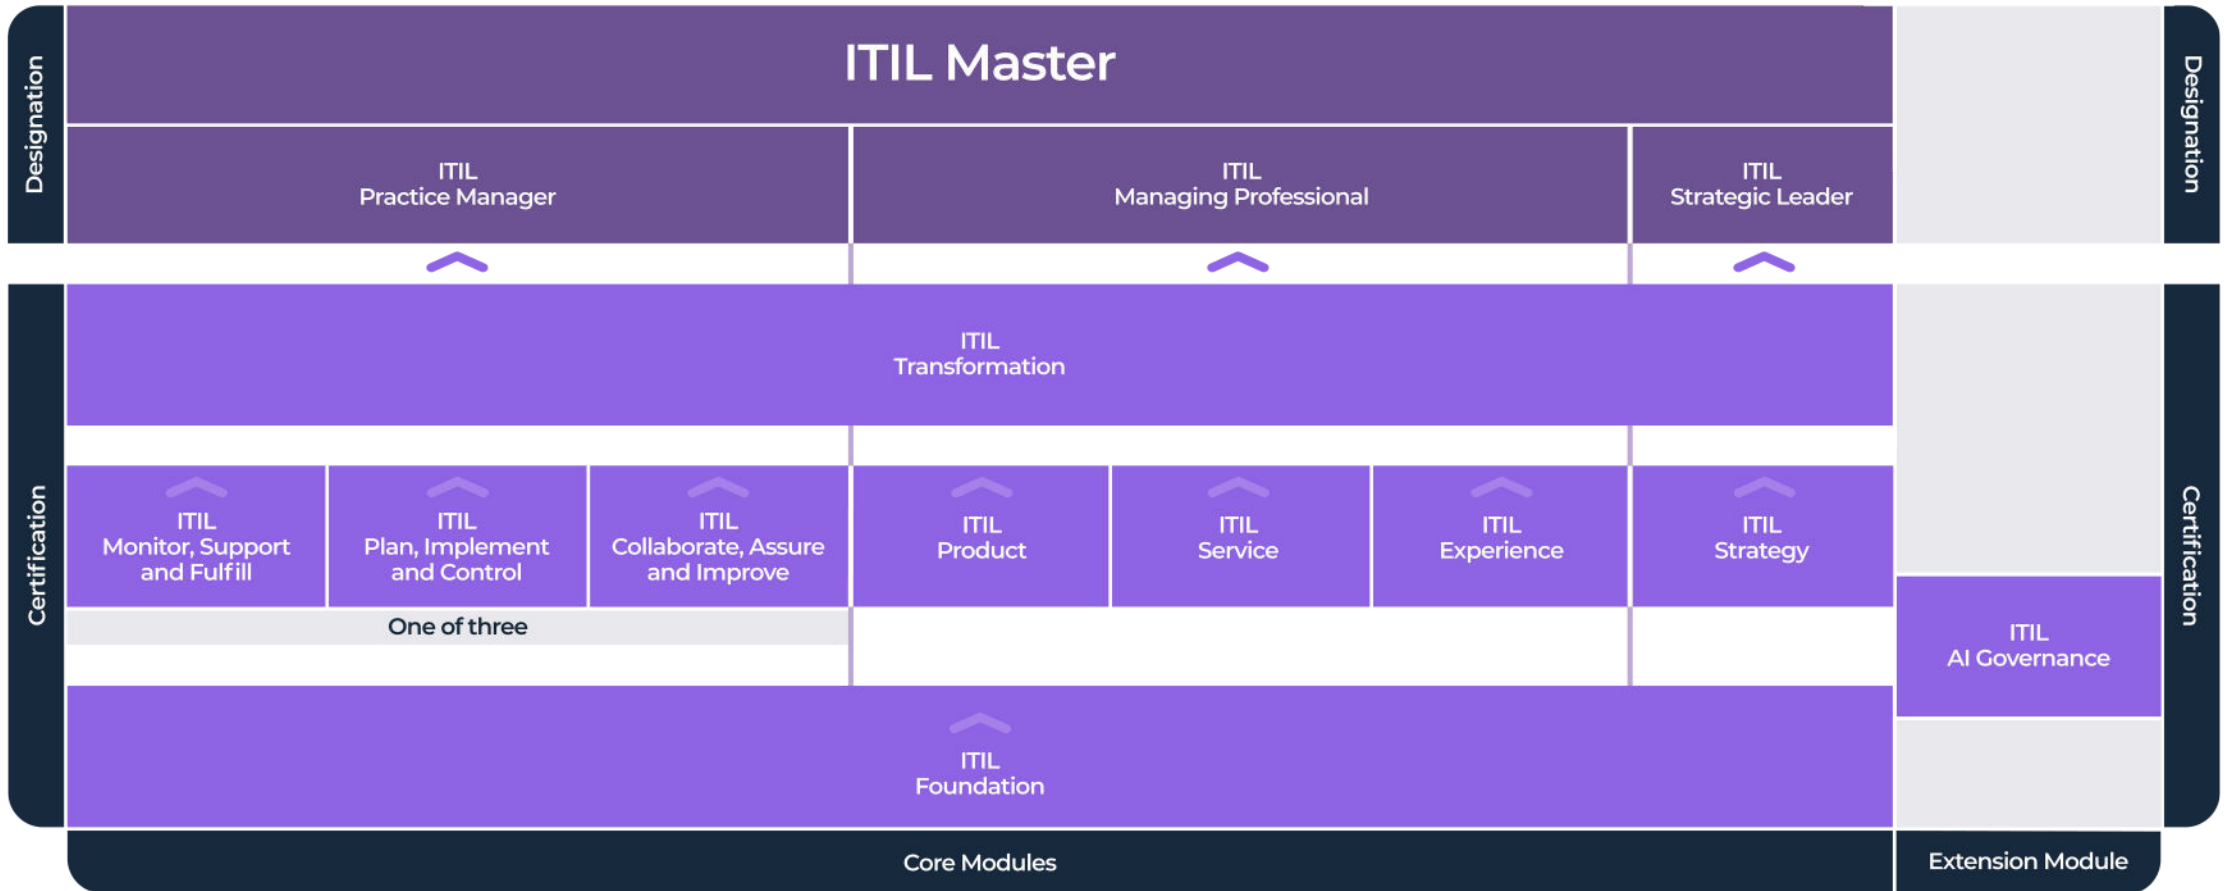 Designation
ITIL Master
Designation
ITIL
Practice Manager
ITIL
Managing Professional
ITIL
Strategic Leader
Certification
ITIL
Transformation
Certification
ITIL
Monitor, Support
and Fulfill
ITIL
Plan, Implement
and Control
ITIL
Collaborate, Assure
and Improve
ITIL
Product
ITIL
Service
ITIL
Experience
ITIL
Strategy
One of three
ITIL
AI Governance
ITIL
Foundation
Core Modules
Extension Module